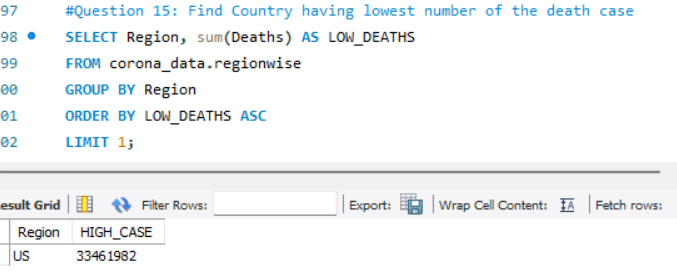 97 #Question 15: Find Country having lowest number of the death case
98 SELECT Region, sum(Deaths) AS LOW_DEATHS
99 FROM corona_data.regionwise
00 GROUP BY Region
01 ORDER BY LOW_DEATHS ASC
02 LIMIT 1;
esult Grid Filter Rows: Export: Wrap Cell Content: IA Fetch rows:
Region HIGH_CASE
US 33461982